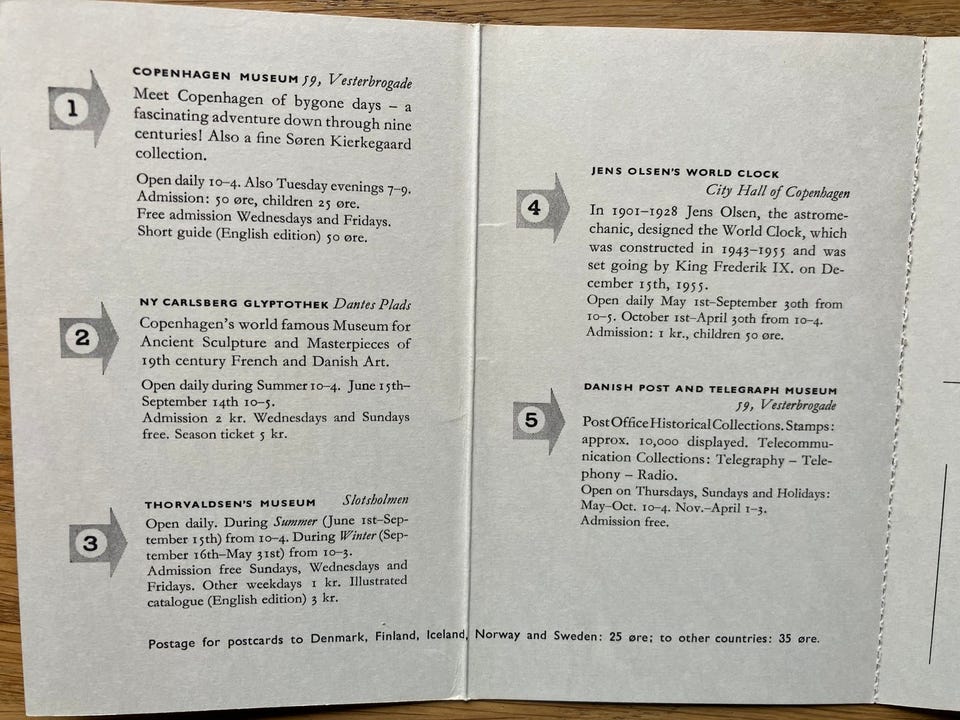 1
COPENHAGEN MUSEUM 59, Vesterbrogade
Meet Copenhagen of bygone days – a
fascinating adventure down through nine
centuries! Also a fine Søren Kierkegaard
collection.
Open daily 10–4. Also Tuesday evenings 7–9.
Admission: 50 øre, children 25 øre.
Free admission Wednesdays and Fridays.
Short guide (English edition) 50 øre.
2
NY CARLSBERG GLYPTOTHEK Dantes Plads
Copenhagen's world famous Museum for
Ancient Sculpture and Masterpieces of
19th century French and Danish Art.
Open daily during Summer 10–4. June 15th–
September 14th 10–5.
Admission 2 kr. Wednesdays and Sundays
free. Season ticket 5 kr.
3
THORVALDSEN'S MUSEUM Slotsholmen
Open daily. During Summer (June 1st–Sep-
tember 15th) from 10–4. During Winter (Sep-
tember 16th–May 31st) from 10–3.
Admission free Sundays, Wednesdays and
Fridays. Other weekdays 1 kr. Illustrated
catalogue (English edition) 3 kr.
4
JENS OLSEN'S WORLD CLOCK
City Hall of Copenhagen
In 1901–1928 Jens Olsen, the astrome-
chanic, designed the World Clock, which
was constructed in 1943–1955 and was
set going by King Frederik IX. on De-
cember 15th, 1955.
Open daily May 1st–September 30th from
10–5. October 1st–April 30th from 10–4.
Admission: 1 kr., children 50 øre.
5
DANISH POST AND TELEGRAPH MUSEUM
59, Vesterbrogade
Post Office Historical Collections. Stamps:
approx. 10,000 displayed. Telecommu-
nication Collections: Telegraphy – Tele-
phony – Radio.
Open on Thursdays, Sundays and Holidays:
May–Oct. 10–4. Nov.–April 1–3.
Admission free.
Postage for postcards to Denmark, Finland, Iceland, Norway and Sweden: 25 øre; to other countries: 35 øre.